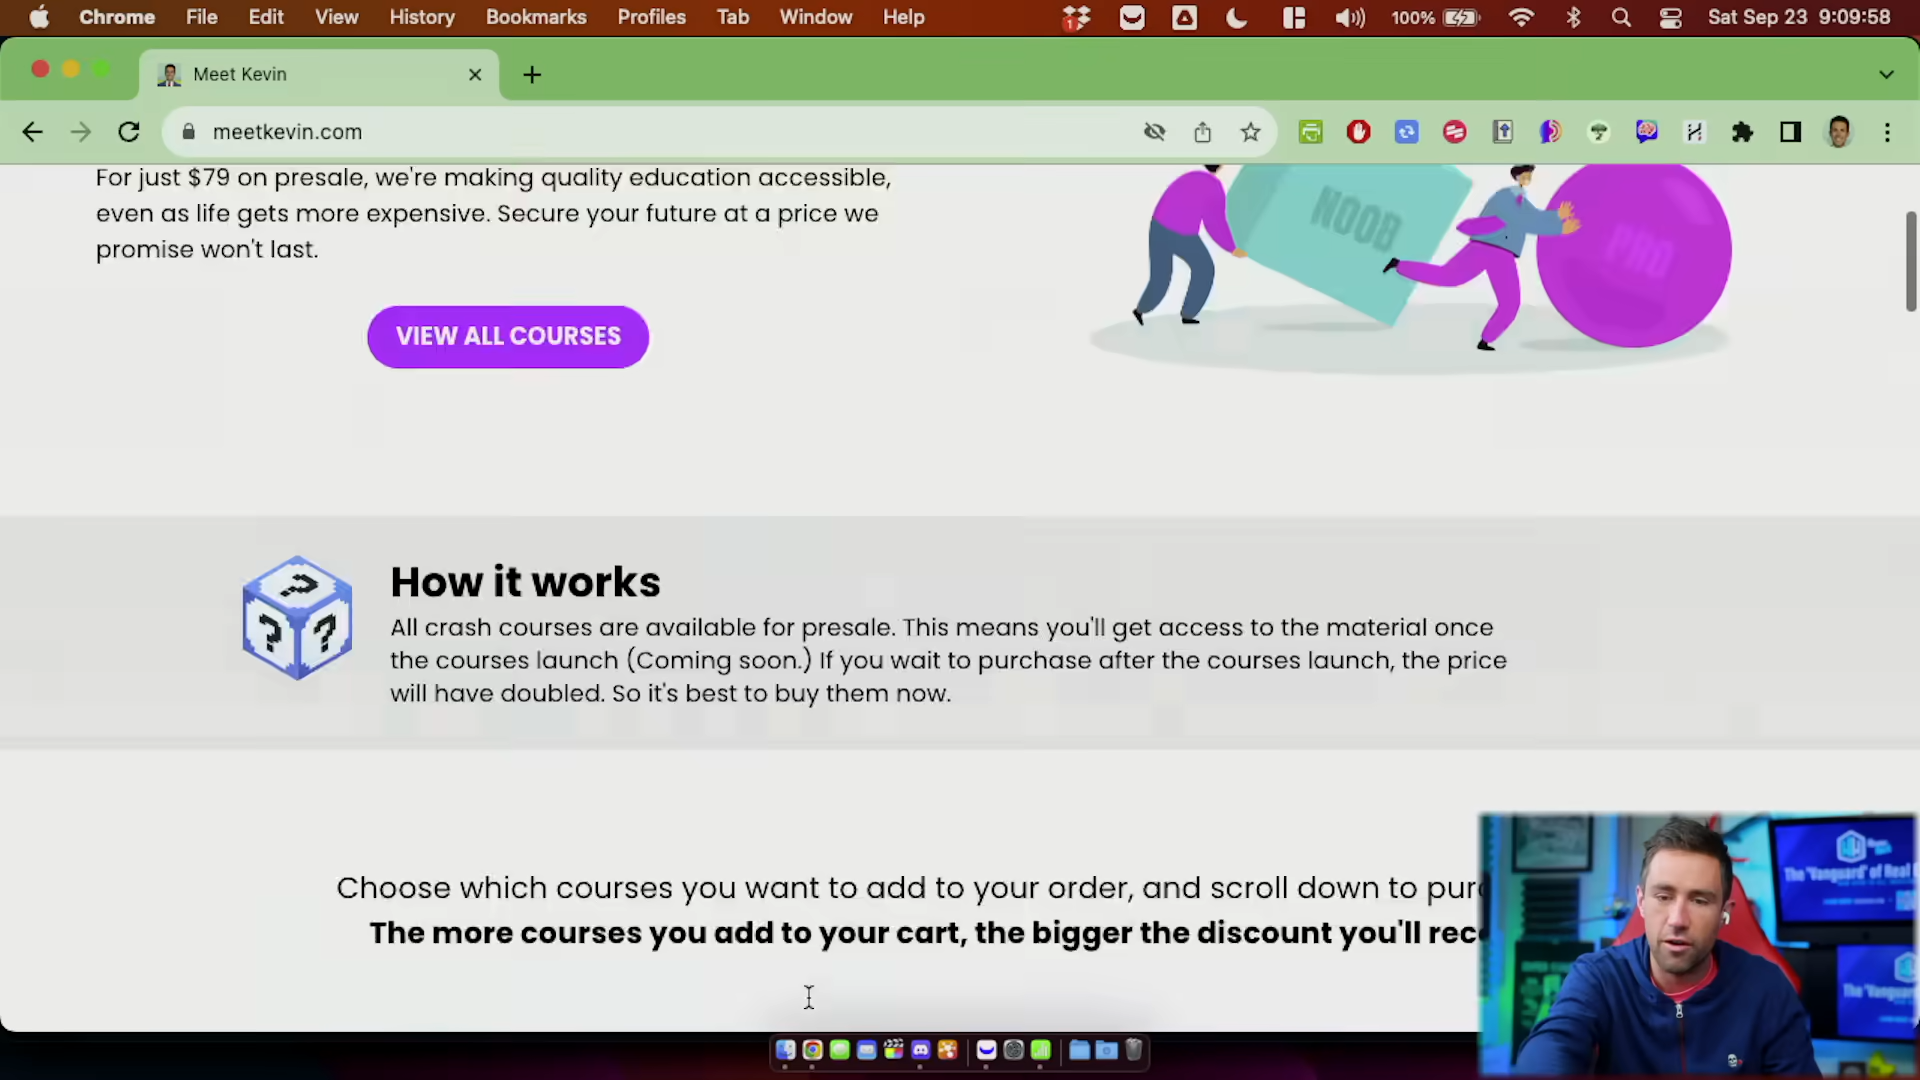 Chrome File Edit View History Bookmarks Profiles Tab Window Help 1 100% Sat Sep 23 9:09:58
Meet Kevin
meetkevin.com
For just $79 on presale, we're making quality education accessible,
even as life gets more expensive. Secure your future at a price we
promise won't last.
NOOB
PRO
VIEW ALL COURSES
? ? ?
How it works
All crash courses are available for presale. This means you'll get access to the material once
the courses launch (Coming soon.) If you wait to purchase after the courses launch, the price
will have doubled. So it's best to buy them now.
Choose which courses you want to add to your order, and scroll down to pur
The more courses you add to your cart, the bigger the discount you'll rec
The "Vanguard" of Real